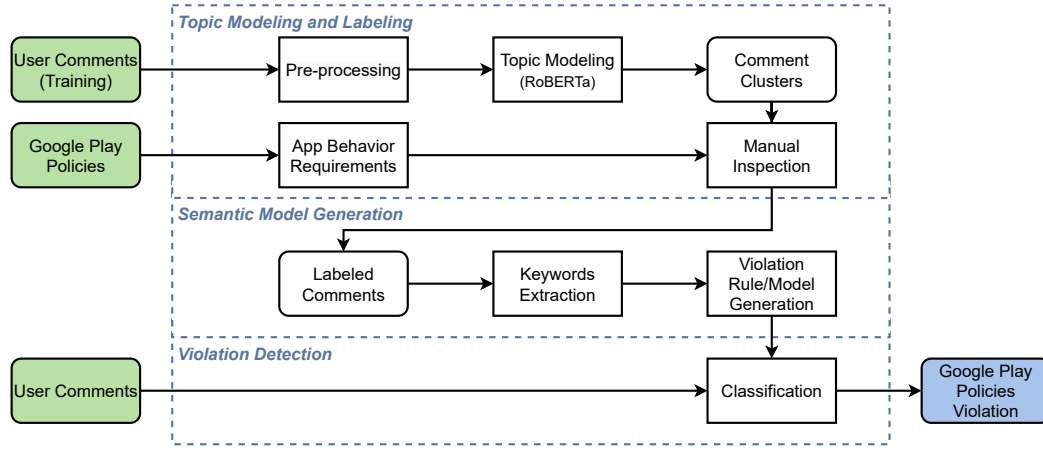 Topic Modeling and Labeling
User Comments
(Training)
Pre-processing
Topic Modeling
(RoBERTa)
Comment
Clusters
Google Play
Policies
App Behavior
Requirements
Manual
Inspection
Semantic Model Generation
Labeled
Comments
Keywords
Extraction
Violation
Rule/Model
Generation
Violation Detection
User Comments
Classification
Google Play
Policies
Violation